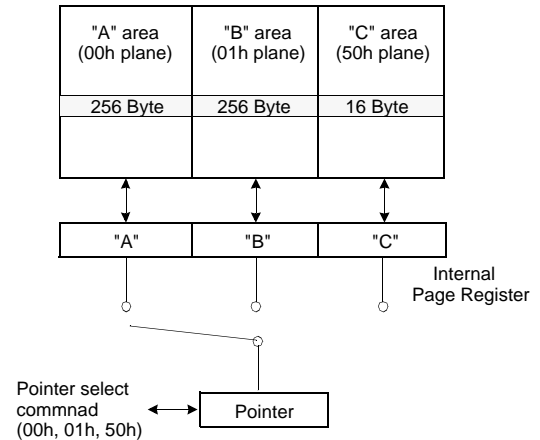 "A" area
(00h plane)
"B" area
(01h plane)
"C" area
(50h plane)
256 Byte
256 Byte
16 Byte
"A"
"B"
"C"
Internal
Page Register
Pointer select
commnad
(00h, 01h, 50h)
Pointer